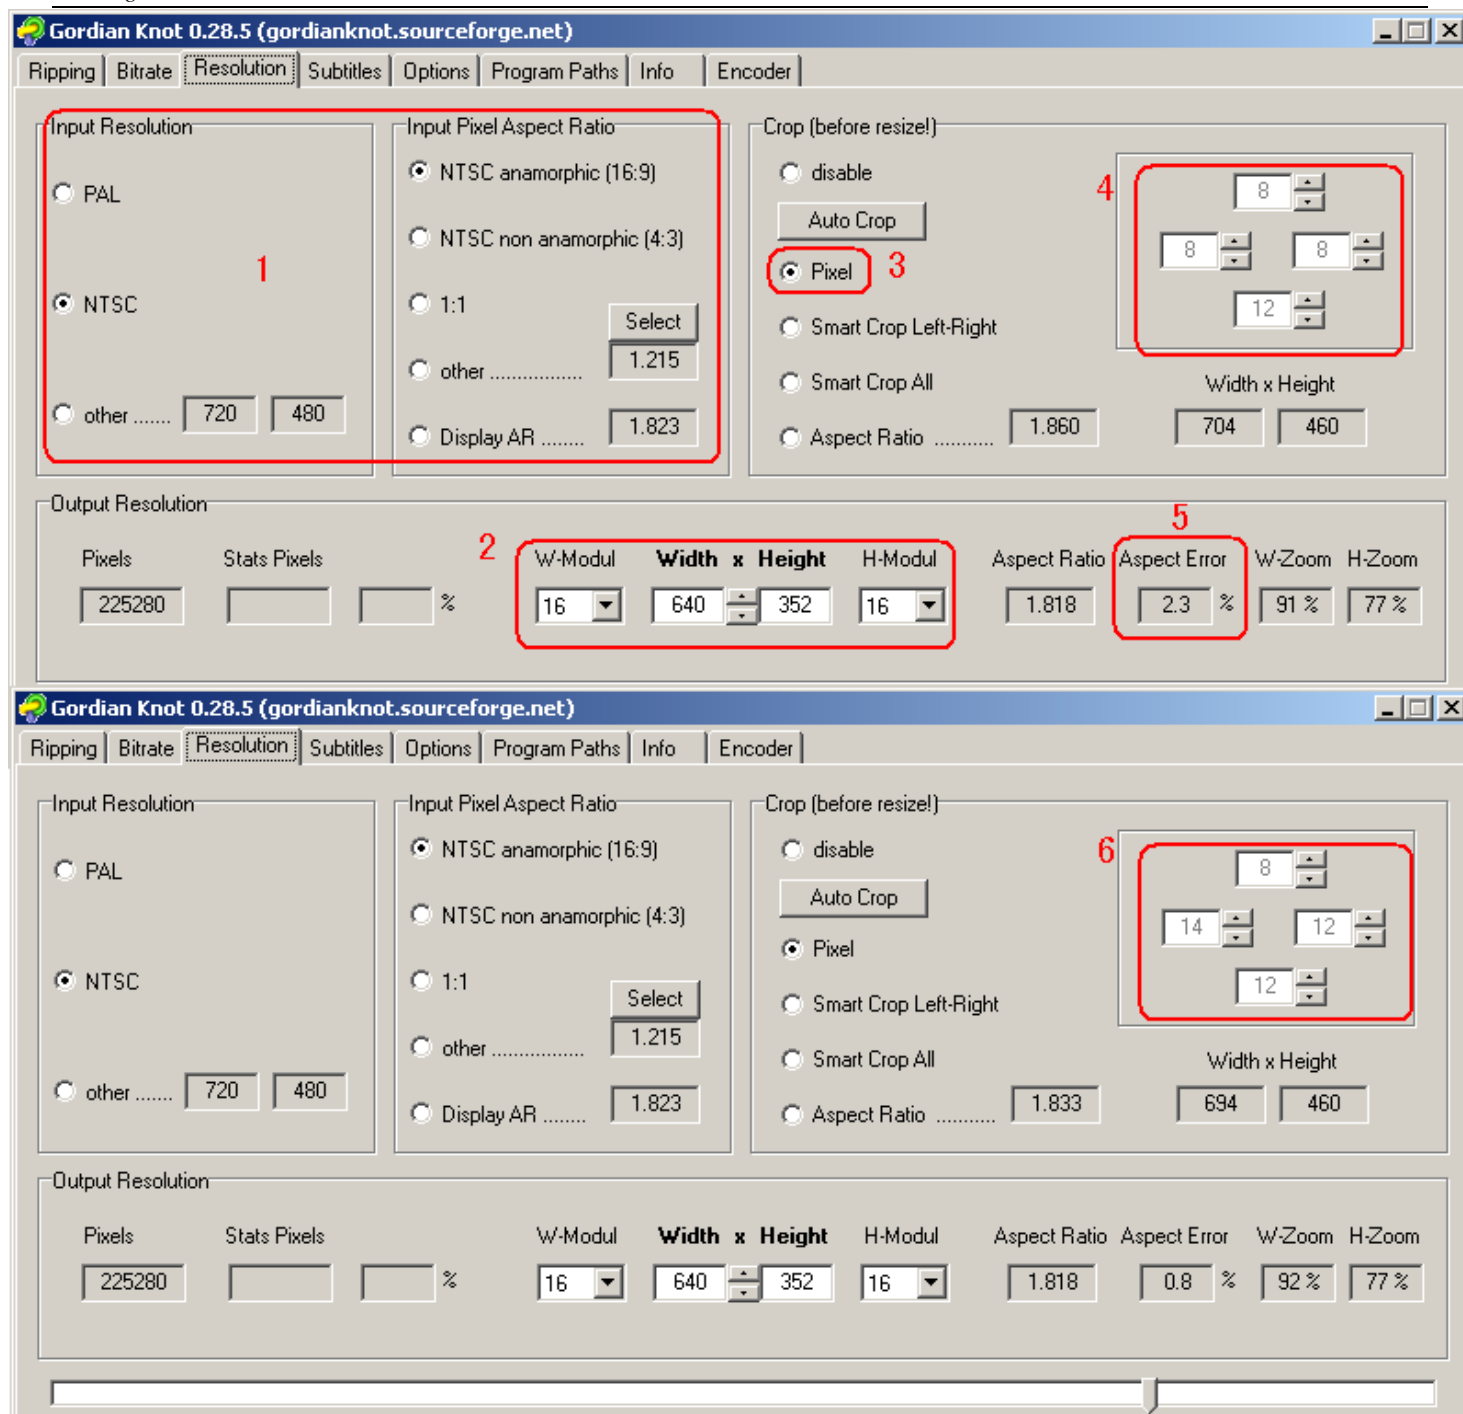 Gordian Knot 0.28.5 (gordianknot.sourceforge.net)
Ripping Bitrate Resolution Subtitles Options Program Paths Info Encoder
Input Resolution Input Pixel Aspect Ratio Crop (before resize!)
NTSC anamorphic (16:9) disable 4 8
PAL
Auto Crop
NTSC non anamorphic (4:3) 8 8
1 Pixel 3
NTSC 1:1 12
Select Smart Crop Left-Right
other ................. 1.215
Smart Crop All Width x Height
other ....... 720 480
Display AR ........ 1.823 Aspect Ratio ........... 1.860 704 460
Output Resolution
5
2
Pixels Stats Pixels W-Modul Width x Height H-Modul Aspect Ratio Aspect Error W-Zoom H-Zoom
225280 % 16 640 352 16 1.818 2.3 % 91 % 77 %
Gordian Knot 0.28.5 (gordianknot.sourceforge.net)
Ripping Bitrate Resolution Subtitles Options Program Paths Info Encoder
Input Resolution Input Pixel Aspect Ratio Crop (before resize!)
NTSC anamorphic (16:9) disable 6 8
PAL
Auto Crop
NTSC non anamorphic (4:3) 14 12
Pixel
NTSC 1:1 12
Select Smart Crop Left-Right
other ................. 1.215
Smart Crop All Width x Height
other ....... 720 480
Display AR ........ 1.823 Aspect Ratio ........... 1.833 694 460
Output Resolution
Pixels Stats Pixels W-Modul Width x Height H-Modul Aspect Ratio Aspect Error W-Zoom H-Zoom
225280 % 16 640 352 16 1.818 0.8 % 92 % 77 %